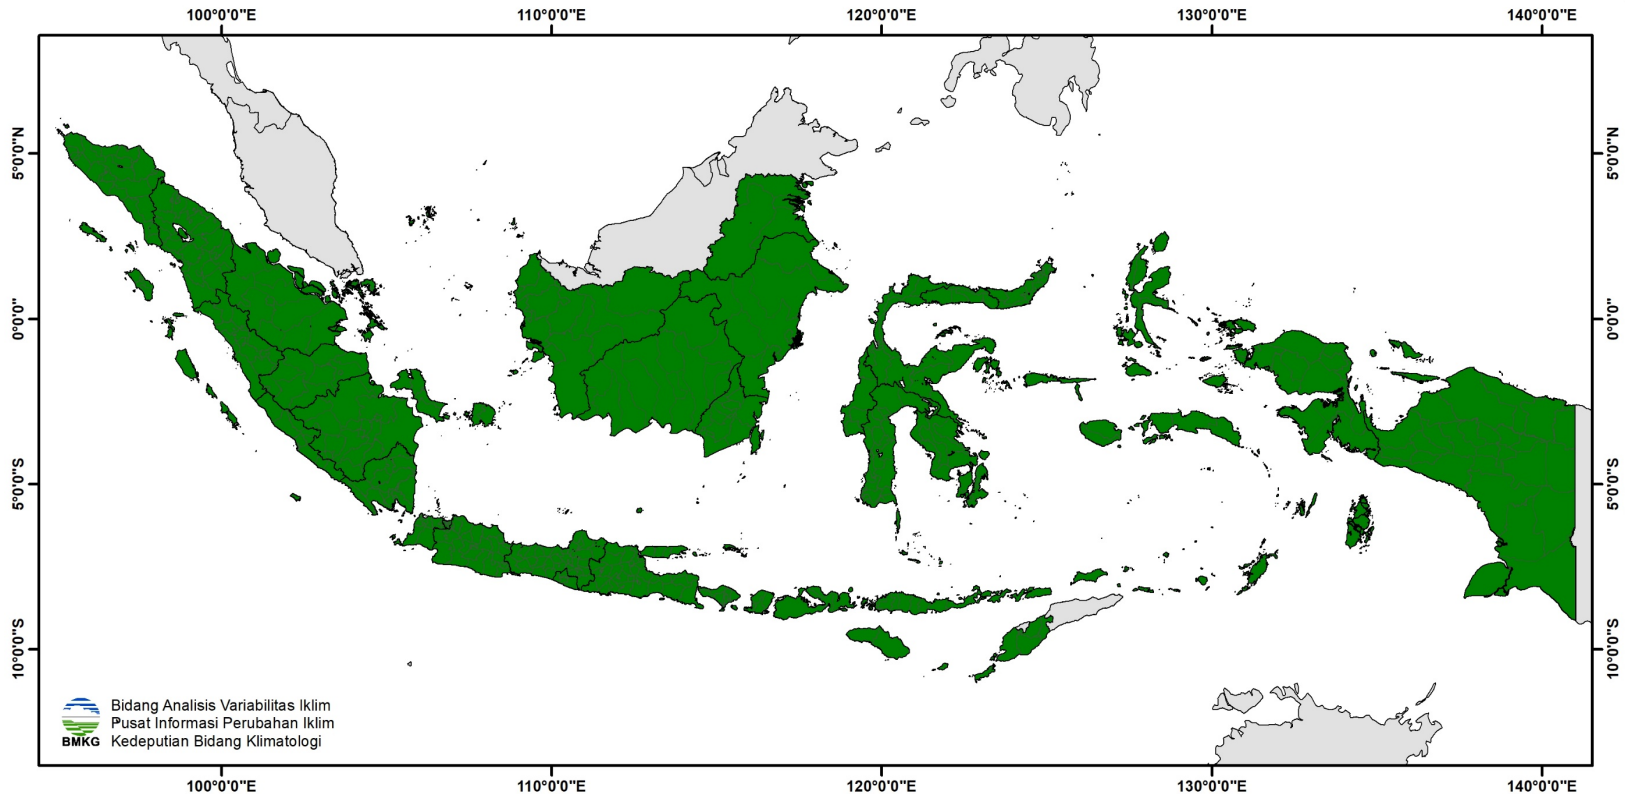 100°0'0"E 110°0'0"E 120°0'0"E 130°0'0"E 140°0'0"E
5°0'0"N 5°0'0"N
0°0'0" 0°0'0"
5°0'0"S 5°0'0"S
10°0'0"S 10°0'0"S
Bidang Analisis Variabilitas Iklim
Pusat Informasi Perubahan Iklim
BMKG Kedeputian Bidang Klimatologi
100°0'0"E 110°0'0"E 120°0'0"E 130°0'0"E 140°0'0"E